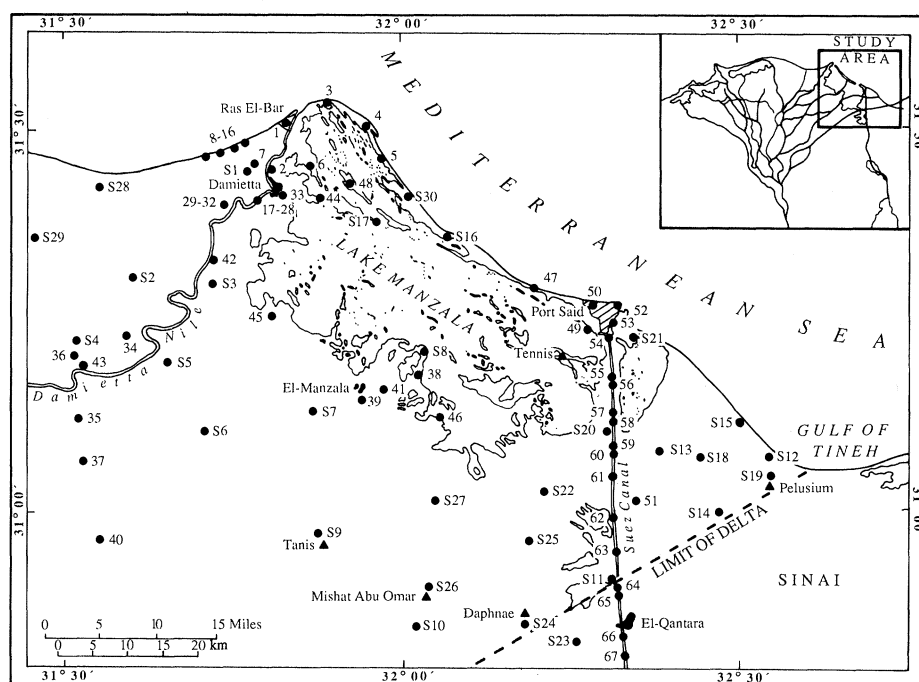 31°30'
32°00'
32°30'
MEDITERRANEAN SEA
STUDY
AREA
3
Ras El-Bar
4
31°30'
31°30'
1
8-16
5
7
S1
2
6
S28
Damietta
33
48
S30
29-32
17-28
44
S17
S29
S16
42
LAKE MANZALA
S2
S3
47
50
52
Port Said
45
49
53
54
S21
S4
34
36
43
S5
S8
Tennis
Damietta Nile
38
55
56
El-Manzala
41
39
35
S7
46
57
58
S15
S6
S20
GULF OF
TINEH
59
S13
60
S18
S12
37
61
S19
Pelusium
S22
S27
51
31°00'
31°00'
62
S14
Suez Canal
LIMIT OF DELTA
40
S9
S25
Tanis
63
SINAI
S11
64
S26
Mishat Abu Omar
65
Daphnae
S10
S24
El-Qantara
66
S23
67
0 5 10 15 Miles
0 5 10 15 20 km
31°30'
32°00'
32°30'